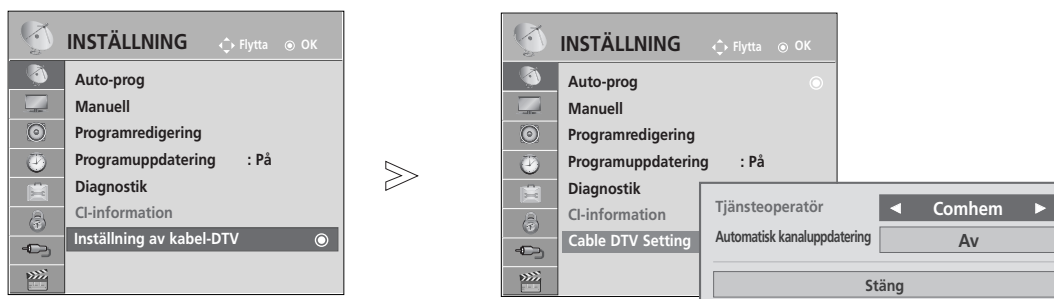 INSTÄLLNING Flytta OK
Auto-prog
Manuell
Programredigering
Programuppdatering : På
Diagnostik
CI-information
Inställning av kabel-DTV
INSTÄLLNING Flytta OK
Auto-prog
Manuell
Programredigering
Programuppdatering : På
Diagnostik
CI-information
Cable DTV Setting
Tjänsteoperatör ◄ Comhem ►
Automatisk kanaluppdatering Av
Stäng